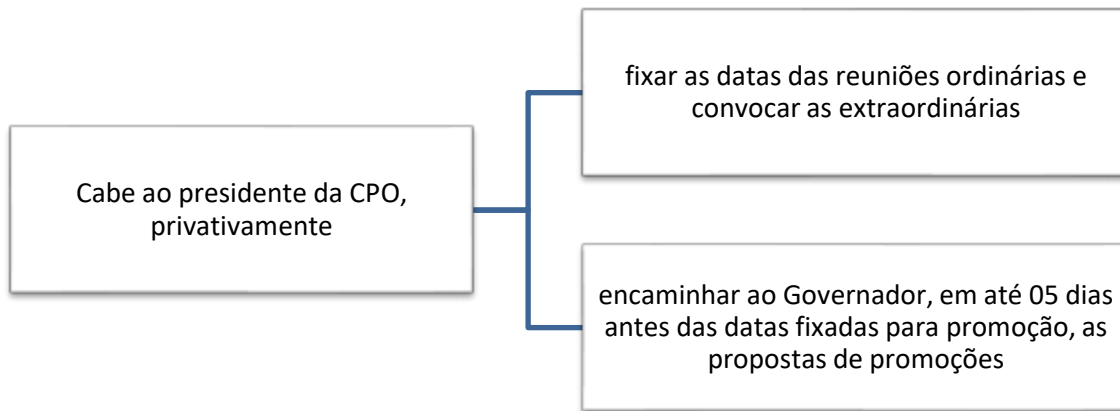 Cabe ao presidente da CPO,
privativamente
fixar as datas das reuniões ordinárias e
convocar as extraordinárias
encaminhar ao Governador, em até 05 dias
antes das datas fixadas para promoção, as
propostas de promoções